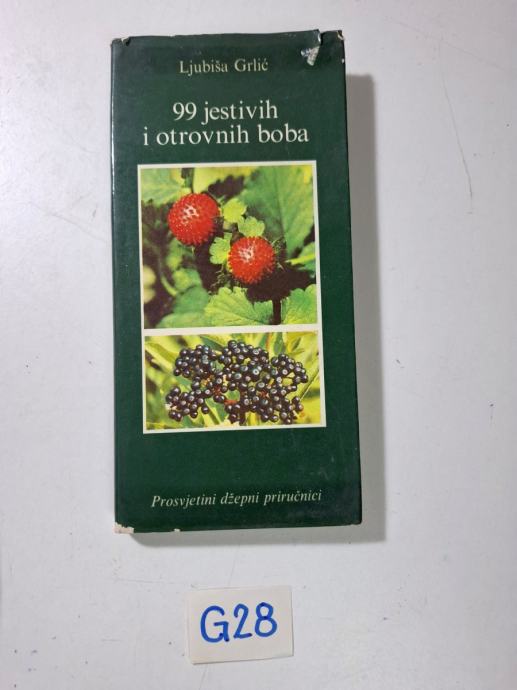 Ljubiša Grlić
99 jestivih
i otrovnih boba
Prosvjetini džepni priručnici
G28